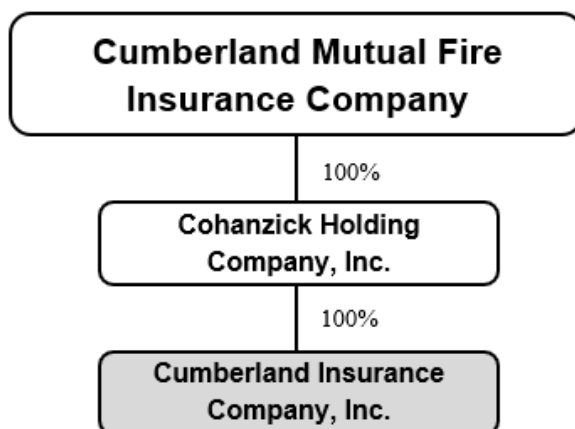 Cumberland Mutual Fire
Insurance Company
100%
Cohanzick Holding
Company, Inc.
100%
Cumberland Insurance
Company, Inc.